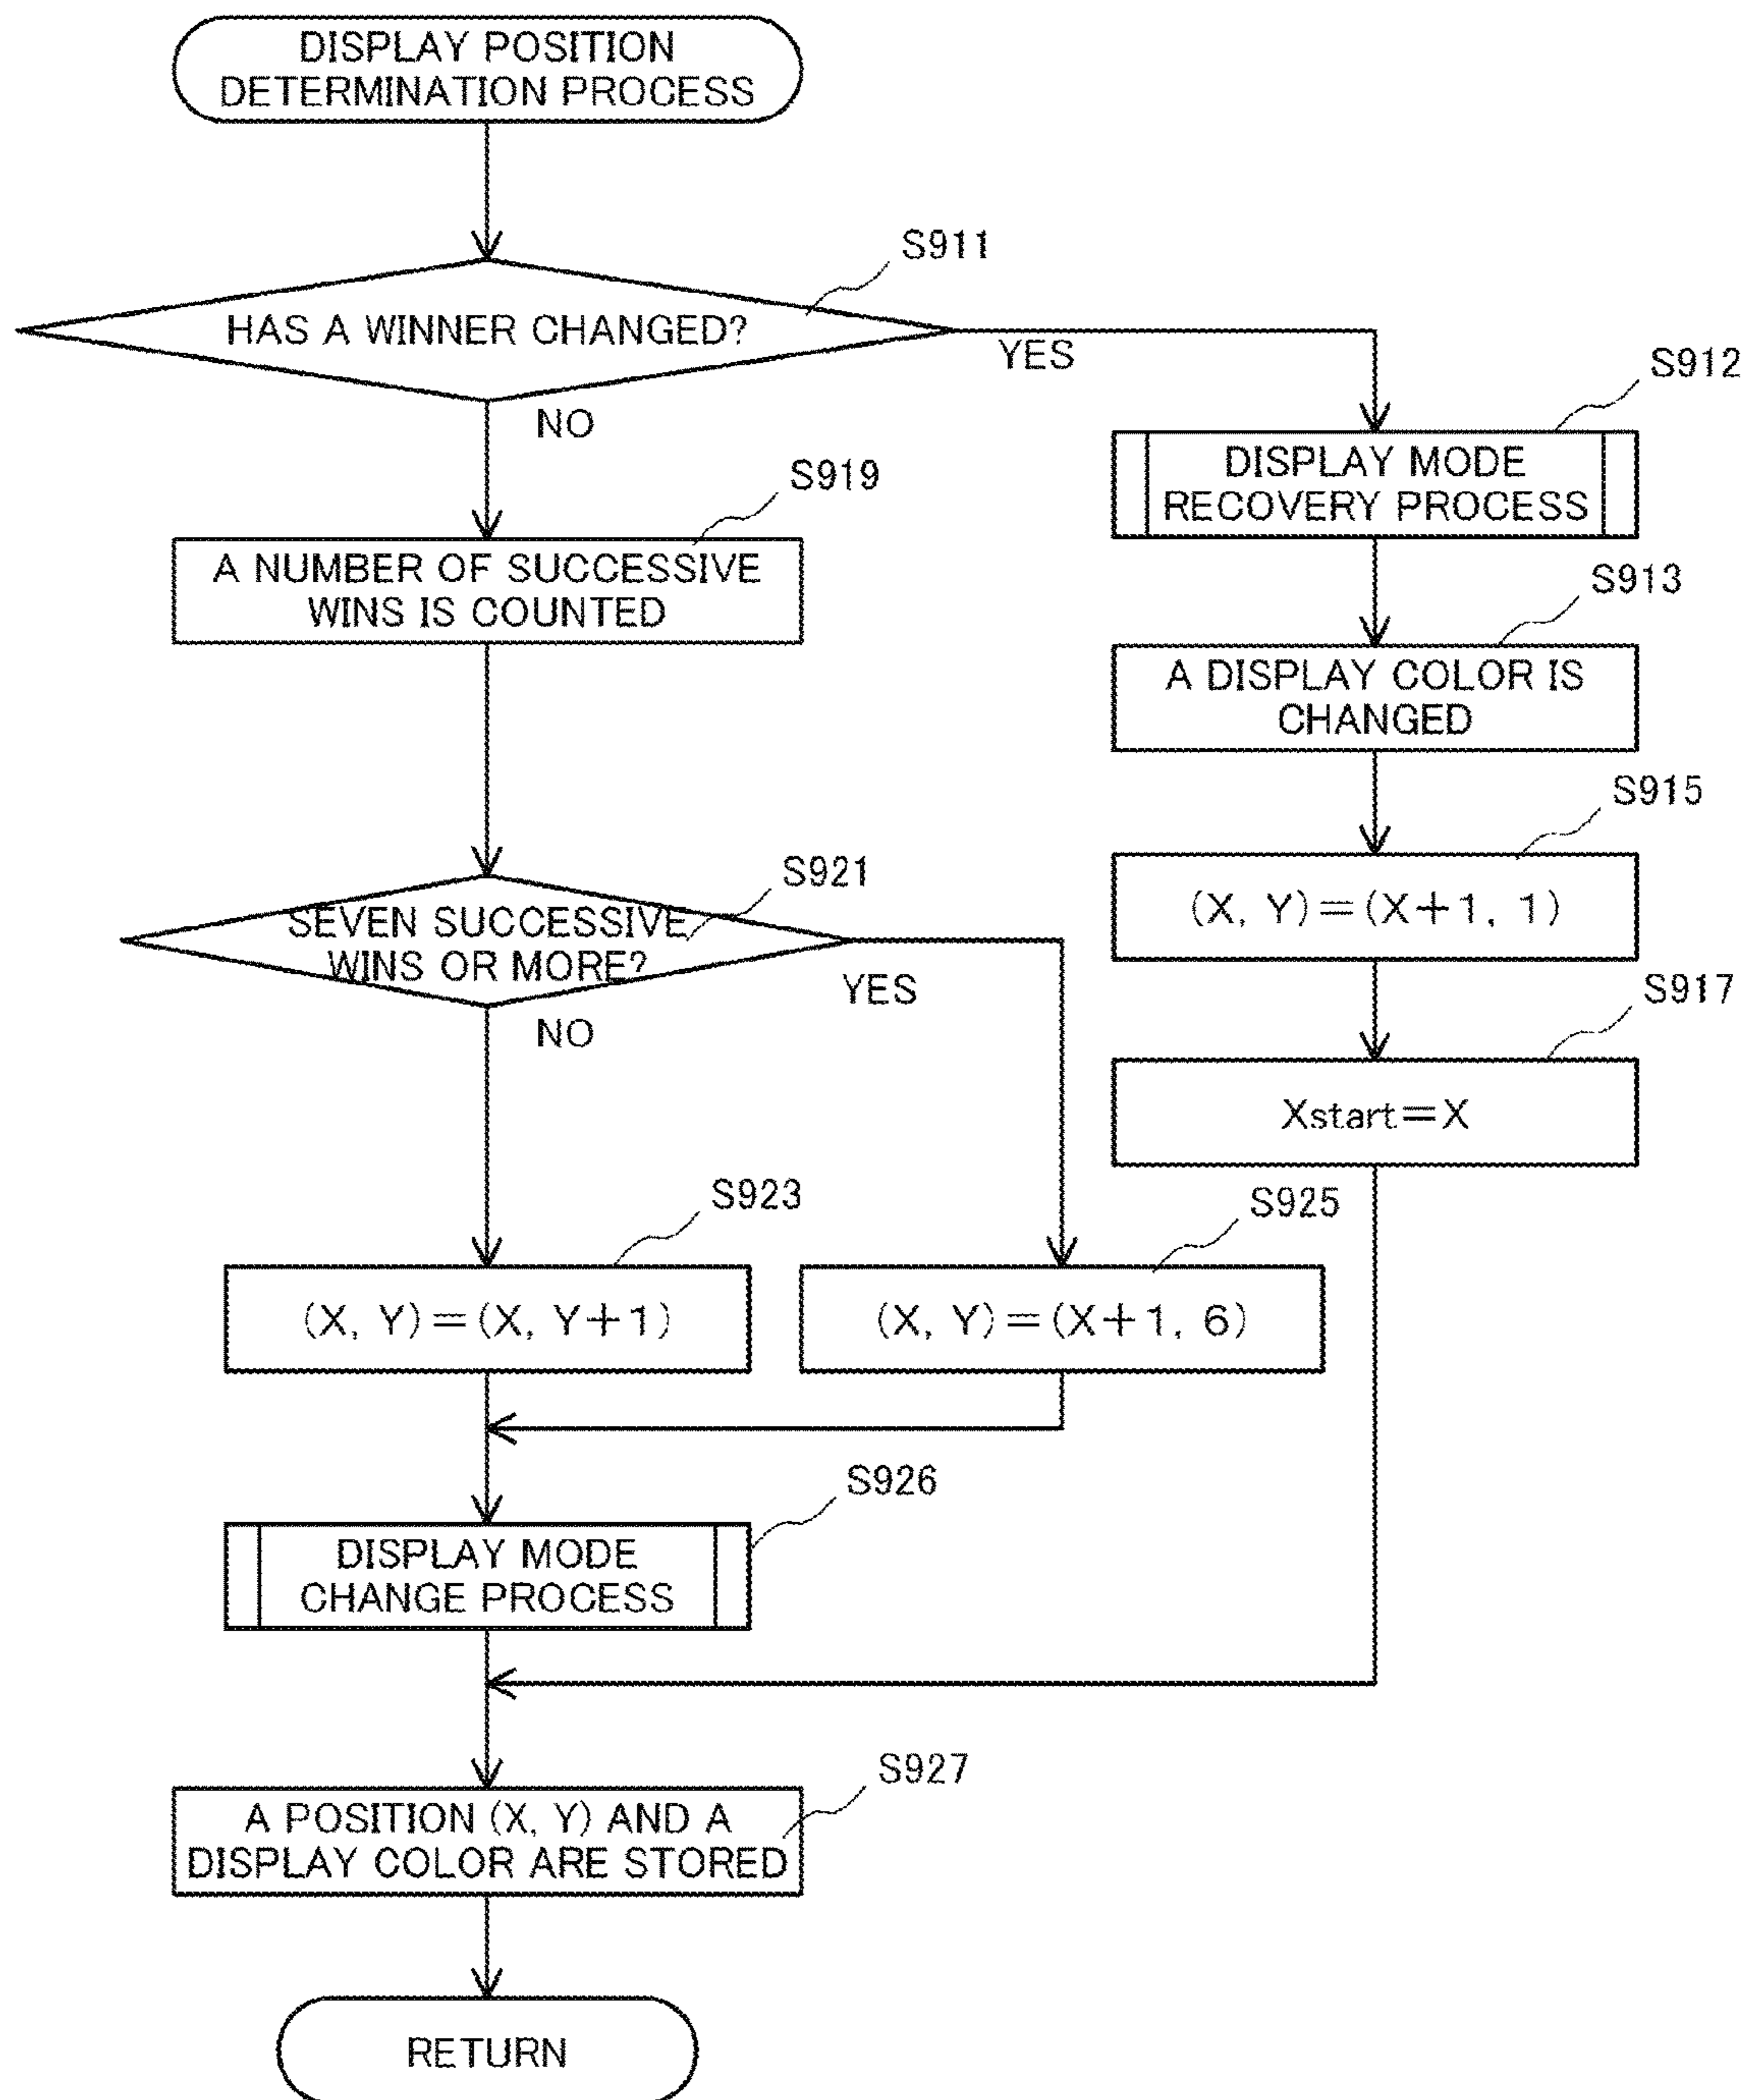 DISPLAY POSITION
DETERMINATION PROCESS
S911
HAS A WINNER CHANGED?
YES
NO
S912
DISPLAY MODE
RECOVERY PROCESS
S919
A NUMBER OF SUCCESSIVE
WINS IS COUNTED
S913
A DISPLAY COLOR IS
CHANGED
S915
(X, Y)=(X+1, 1)
S921
SEVEN SUCCESSIVE
WINS OR MORE?
YES
NO
S917
Xstart=X
S923
(X, Y)=(X, Y+1)
S925
(X, Y)=(X+1, 6)
S926
DISPLAY MODE
CHANGE PROCESS
S927
A POSITION (X, Y) AND A
DISPLAY COLOR ARE STORED
RETURN